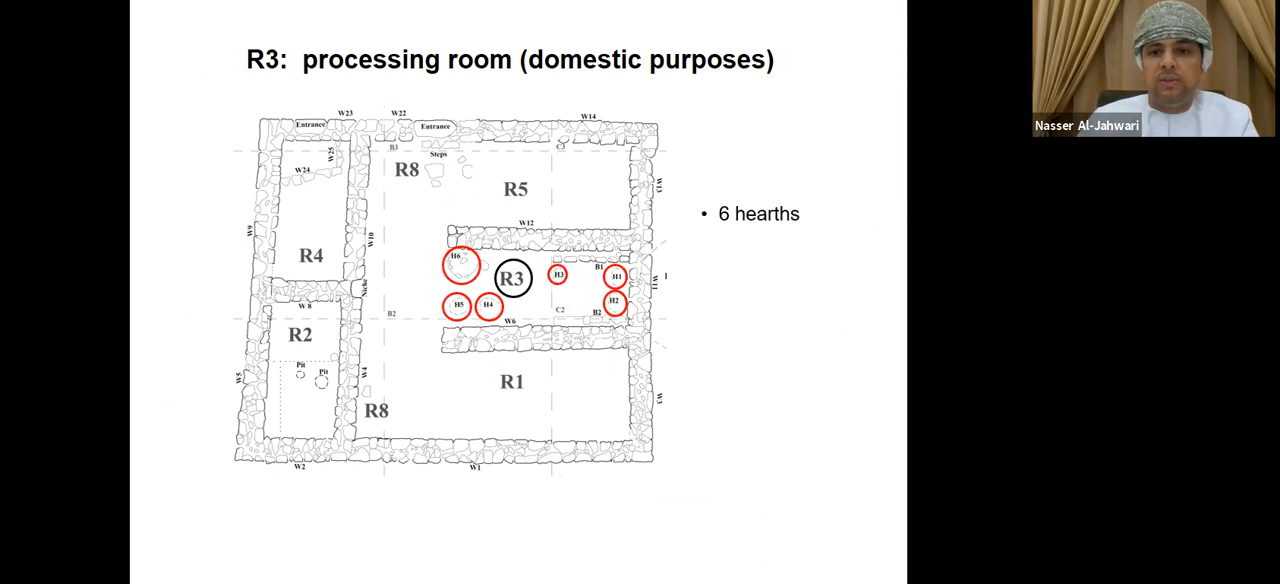 R3: processing room (domestic purposes)
Nasser Al-Jahwari
W23
W22
W14
Entrance
Entrance
B3
C3
W25
Steps
W24
R8
R5
W13
W9
W10
W12
R4
H6
R3
H3
B1
H1
Niche
W11
W 8
H5
H4
H2
B2
C2
B2
W6
R2
Pit
Pit
W5
W4
R1
W3
R8
W2
W1
• 6 hearths